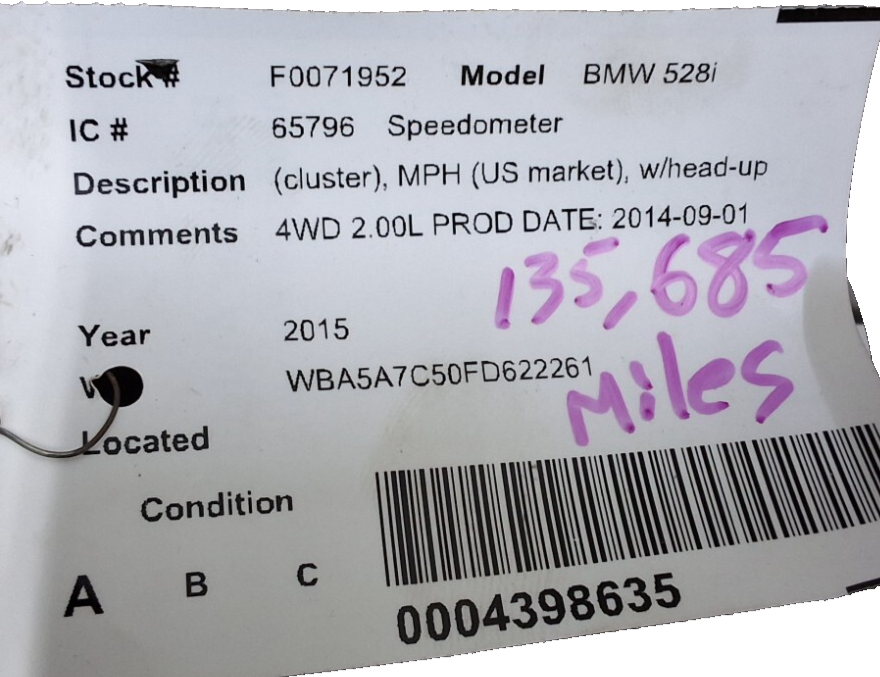 Stock # F0071952 Model BMW 528i
IC # 65796 Speedometer
Description (cluster), MPH (US market), w/head-up
Comments 4WD 2.00L PROD DATE: 2014-09-01
135,685
Year 2015
WBA5A7C50FD622261
Miles
Located
Condition
A B C
0004398635